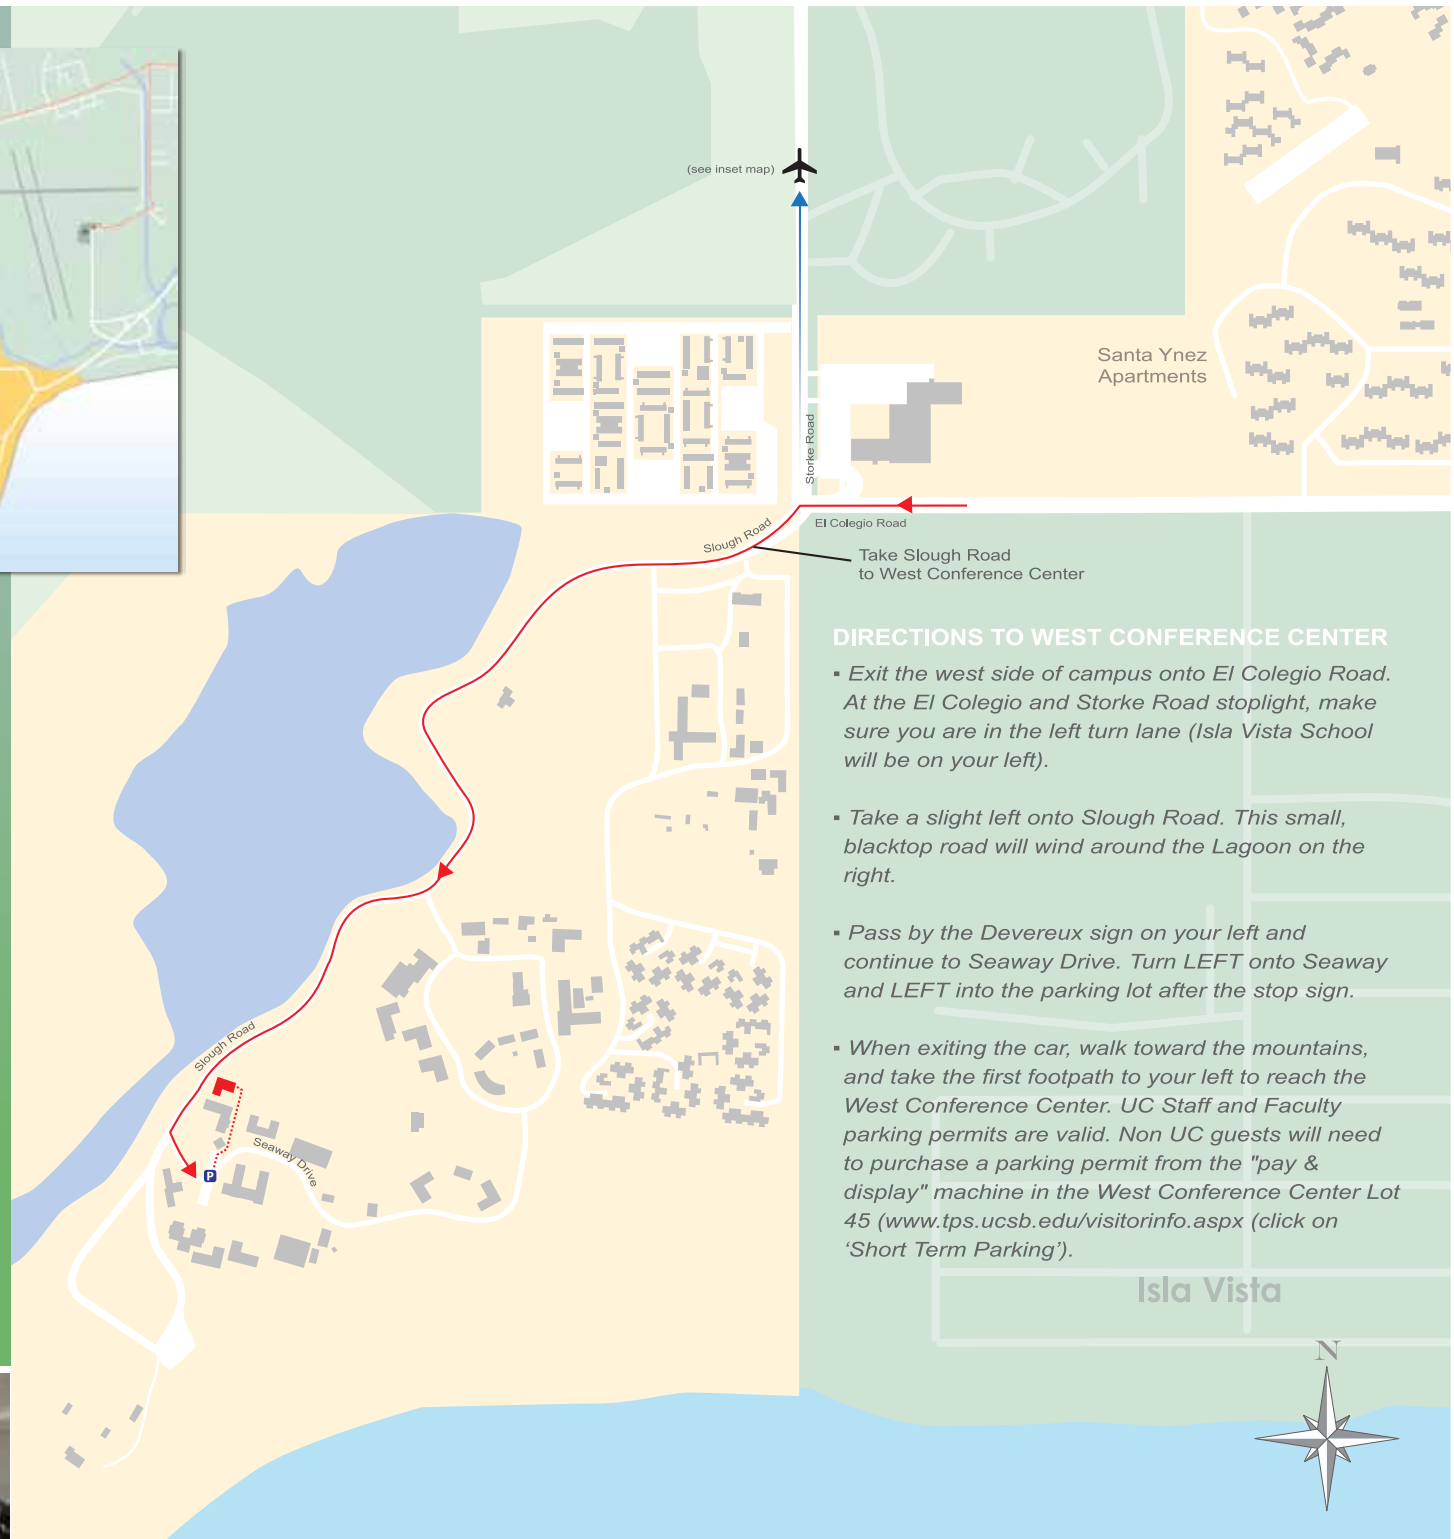 (see inset map)
Santa Ynez
Apartments
Storke Road
El Colegio Road
Slough Road
Take Slough Road
to West Conference Center
DIRECTIONS TO WEST CONFERENCE CENTER
▪ Exit the west side of campus onto El Colegio Road.
At the El Colegio and Storke Road stoplight, make
sure you are in the left turn lane (Isla Vista School
will be on your left).
▪ Take a slight left onto Slough Road. This small,
blacktop road will wind around the Lagoon on the
right.
▪ Pass by the Devereux sign on your left and
continue to Seaway Drive. Turn LEFT onto Seaway
and LEFT into the parking lot after the stop sign.
▪ When exiting the car, walk toward the mountains,
and take the first footpath to your left to reach the
West Conference Center. UC Staff and Faculty
parking permits are valid. Non UC guests will need
to purchase a parking permit from the "pay &
display" machine in the West Conference Center Lot
45 (www.tps.ucsb.edu/visitorinfo.aspx (click on
‘Short Term Parking’).
Slough Road
Seaway Drive
P
Isla Vista
N